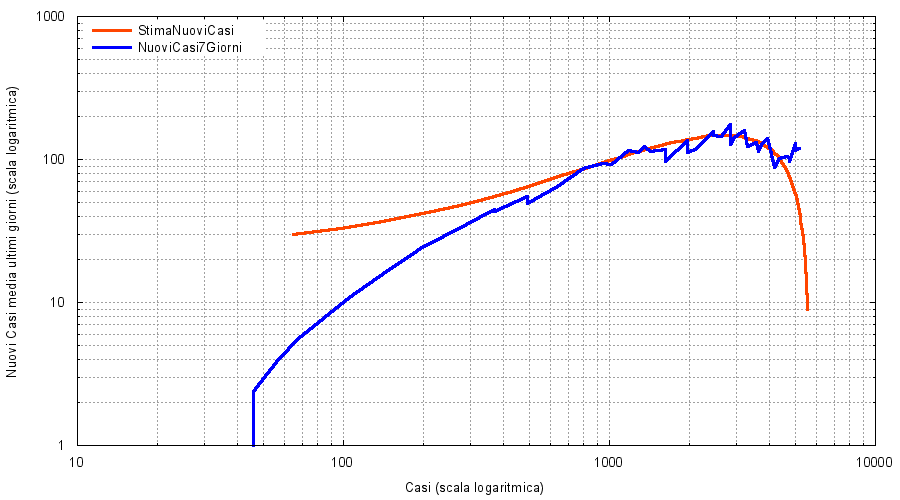 1000
StimaNuoviCasi
NuoviCasi7Giorni
100
10
1
10
100
1000
10000
Nuovi Casi media ultimi giorni (scala logaritmica)
Casi (scala logaritmica)